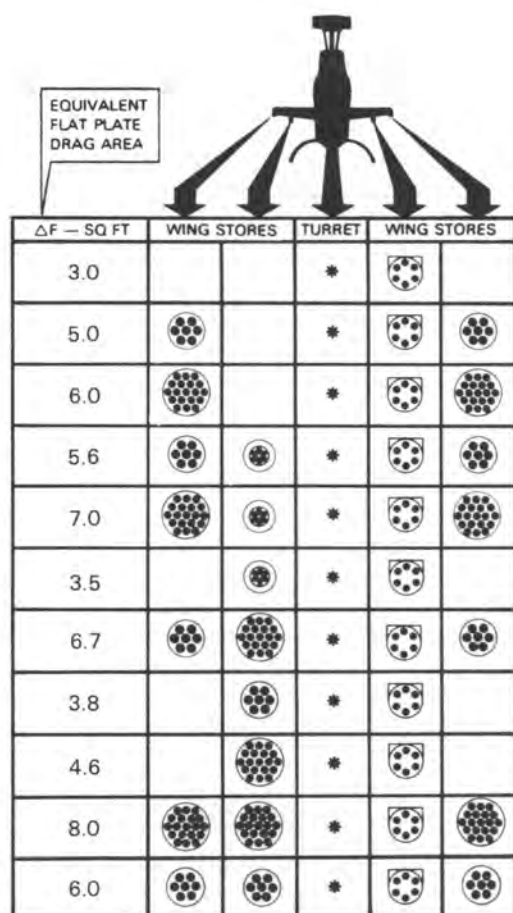 EQUIVALENT
FLAT PLATE
DRAG AREA
△F — SQ FT WING STORES TURRET WING STORES
3.0
5.0
6.0
5.6
7.0
3.5
6.7
3.8
4.6
8.0
6.0